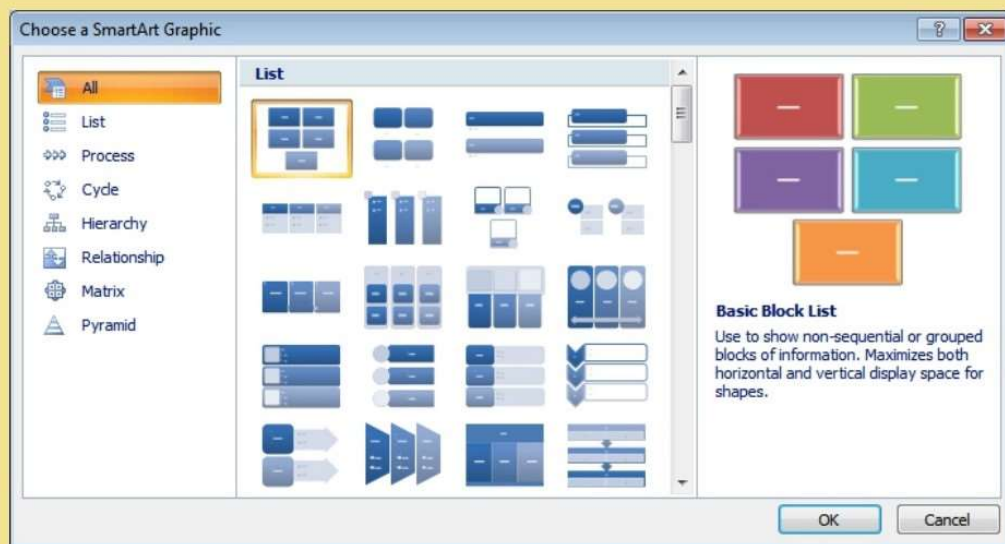 Choose a SmartArt Graphic
All
List
Process
Cycle
Hierarchy
Relationship
Matrix
Pyramid
List
Basic Block List
Use to show non-sequential or grouped
blocks of information. Maximizes both
horizontal and vertical display space for
shapes.
OK
Cancel